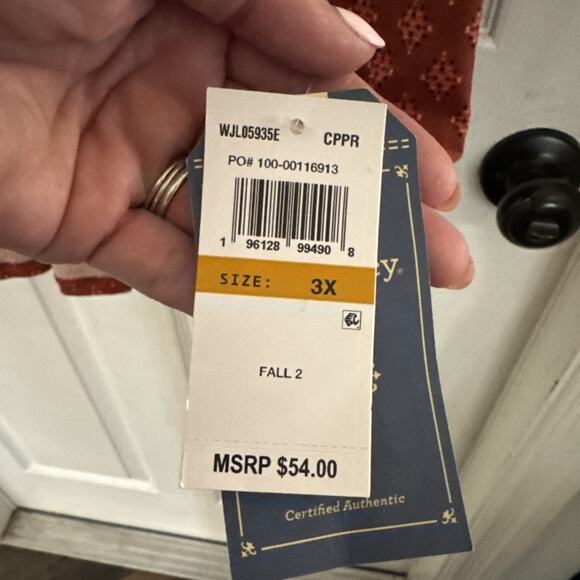 WJL05935E CPPR
PO# 100-00116913
1 96128 99490 8
SIZE: 3X
FALL 2
MSRP $54.00
Certified Authentic